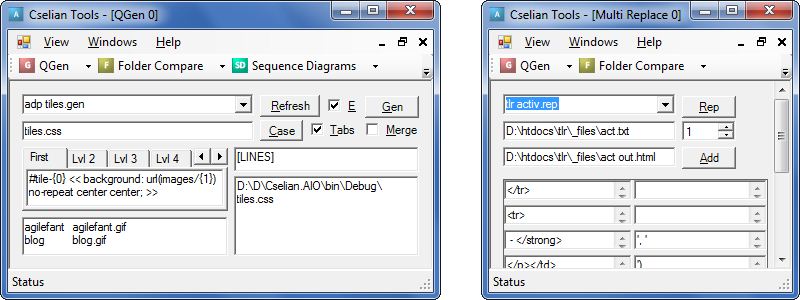 A Cselian Tools - [QGen 0]
View Windows Help
G QGen F Folder Compare SD Sequence Diagrams
adp tiles.gen Refresh E Gen
tiles.css Case Tabs Merge
First Lvl 2 Lvl 3 Lvl 4
[LINES]
#tile-{0} << background: url(images/{1})
no-repeat center center; >>
D:\D\Cselian.AIO\bin\Debug\
tiles.css
agilefant agilefant.gif
blog blog.gif
Status
A Cselian Tools - [Multi Replace 0]
View Windows Help
G QGen F Folder Compare
tlr activ.rep Rep
D:\htdocs\tlr\_files\act.txt 1
D:\htdocs\tlr\_files\act out.html Add
</tr>
<tr>
- </strong> ', '
</p></td> ')
Status